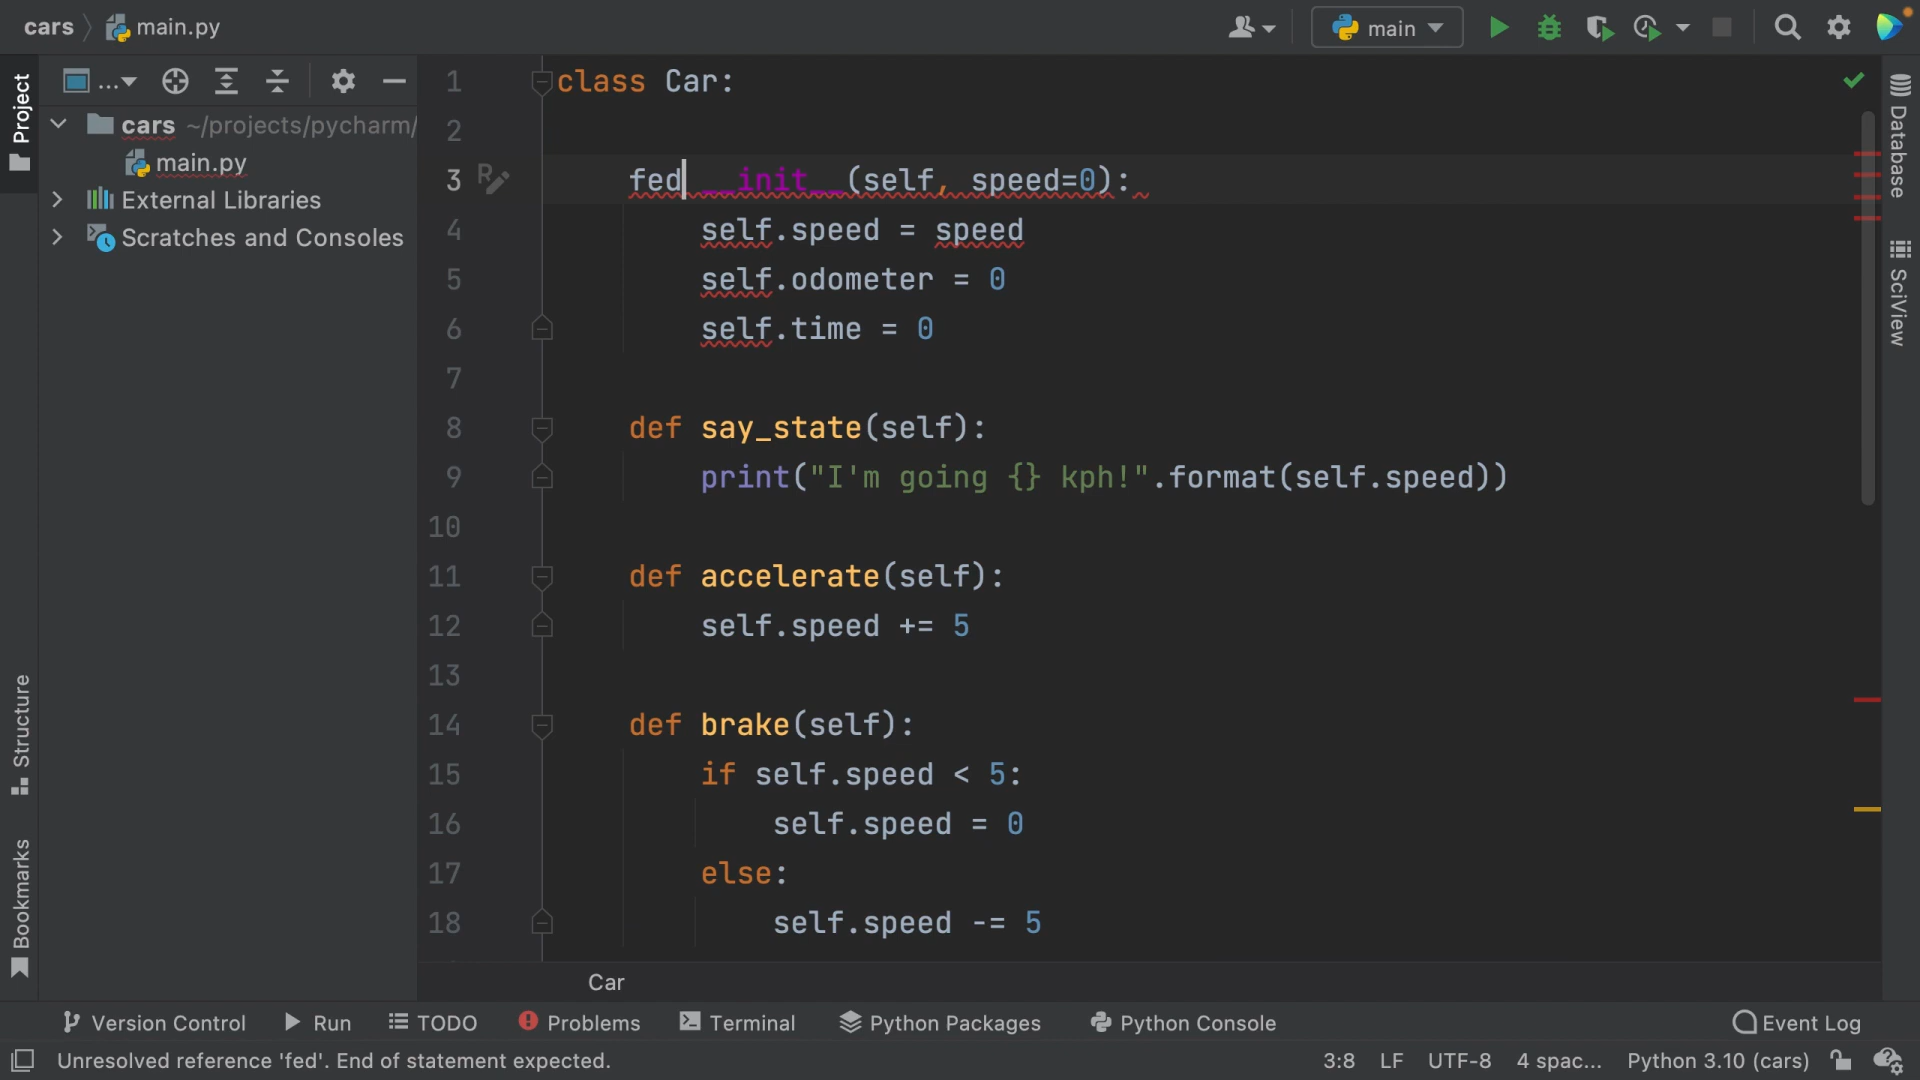 cars main.py
main
Project
...
cars ~/projects/pycharm/
main.py
External Libraries
Scratches and Consoles
Structure
Bookmarks
1 class Car:
2
3 fed __init__(self, speed=0):
4 self.speed = speed
5 self.odometer = 0
6 self.time = 0
7
8 def say_state(self):
9 print("I'm going {} kph!".format(self.speed))
10
11 def accelerate(self):
12 self.speed += 5
13
14 def brake(self):
15 if self.speed < 5:
16 self.speed = 0
17 else:
18 self.speed -= 5
Car
Database
SciView
Version Control Run TODO Problems Terminal Python Packages Python Console Event Log
Unresolved reference 'fed'. End of statement expected. 3:8 LF UTF-8 4 spac... Python 3.10 (cars)